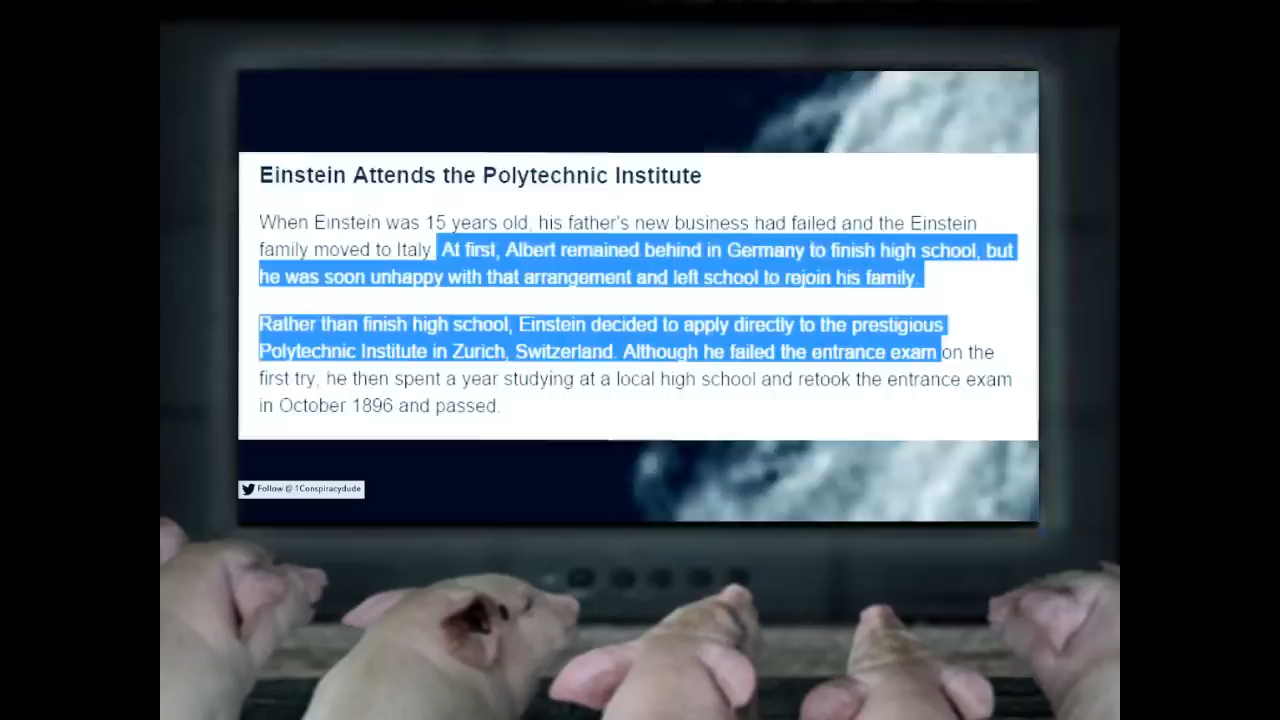 Einstein Attends the Polytechnic Institute
When Einstein was 15 years old, his father's new business had failed and the Einstein
family moved to Italy. At first, Albert remained behind in Germany to finish high school, but
he was soon unhappy with that arrangement and left school to rejoin his family.
Rather than finish high school, Einstein decided to apply directly to the prestigious
Polytechnic Institute in Zurich, Switzerland. Although he failed the entrance exam on the
first try, he then spent a year studying at a local high school and retook the entrance exam
in October 1896 and passed.
Follow @ 1Conspiracydude